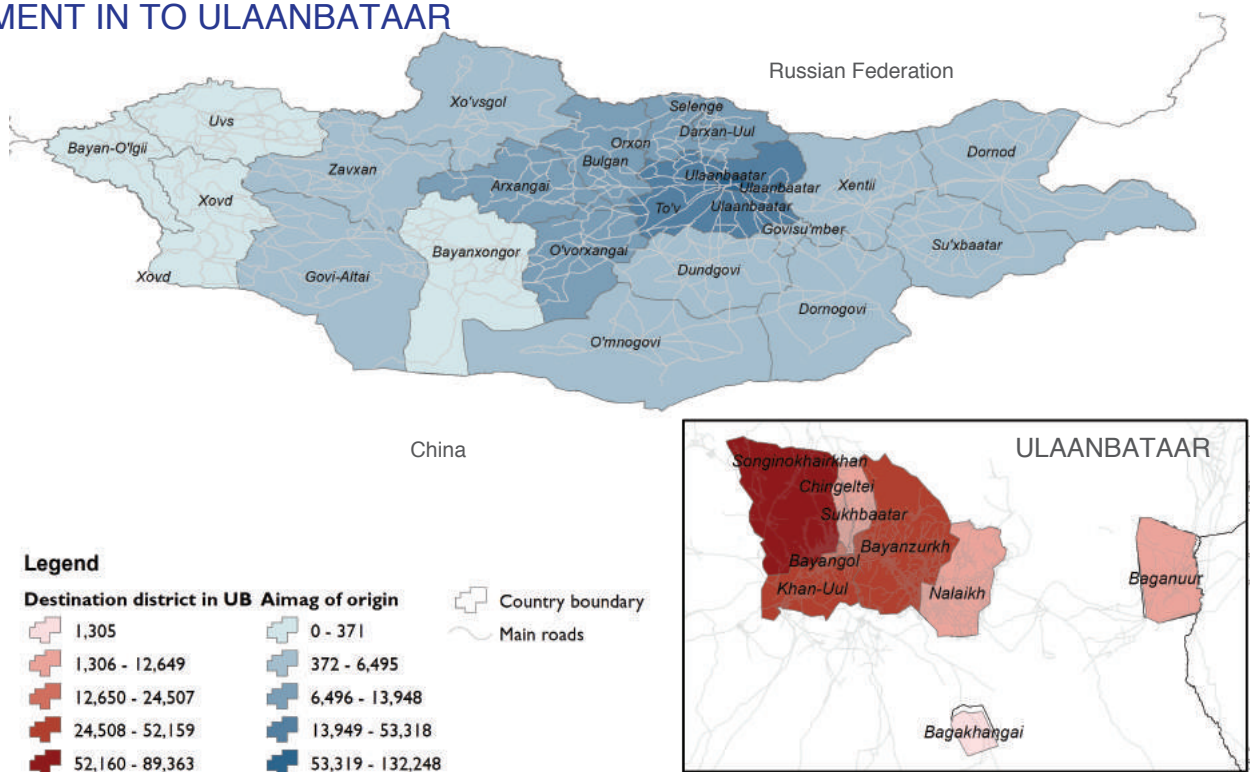 MENT IN TO ULAANBATAAR
Russian Federation
Xo'vsgol
Selenge
Uvs
Darxan-Uul
Bayan-O'lgii
Orxon
Dornod
Bulgan
Zavxan
Ulaanbaatar
Arxangai
Ulaanbaatar
Xentii
Xovd
To'v
Ulaanbaatar
Govisu'mber
Su'xbaatar
Bayanxongor
O'vorxangai
Dundgovi
Xovd
Govi-Altai
Dornogovi
O'mnogovi
China
ULAANBATAAR
Songinokhairkhan
Chingeltei
Sukhbaatar
Bayanzurkh
Bayangol
Khan-Uul
Nalaikh
Baganuur
Bagakhangai
Legend
Destination district in UB
1,305
1,306 - 12,649
12,650 - 24,507
24,508 - 52,159
52,160 - 89,363
Aimag of origin
0 - 371
372 - 6,495
6,496 - 13,948
13,949 - 53,318
53,319 - 132,248
Country boundary
Main roads